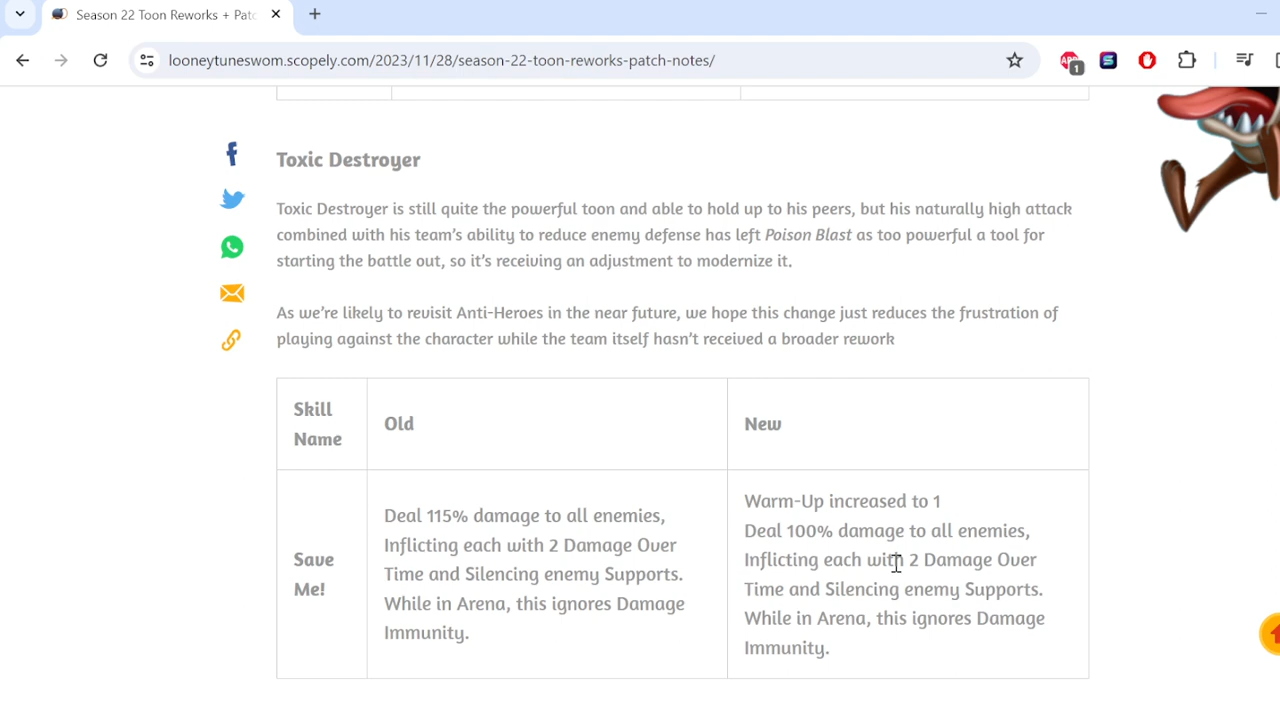 Season 22 Toon Reworks + Patc
looneytuneswom.scopely.com/2023/11/28/season-22-toon-reworks-patch-notes/
1
Toxic Destroyer
Toxic Destroyer is still quite the powerful toon and able to hold up to his peers, but his naturally high attack
combined with his team's ability to reduce enemy defense has left Poison Blast as too powerful a tool for
starting the battle out, so it's receiving an adjustment to modernize it.
As we're likely to revisit Anti-Heroes in the near future, we hope this change just reduces the frustration of
playing against the character while the team itself hasn't received a broader rework
Skill
Name
Old
New
Save
Me!
Deal 115% damage to all enemies,
Inflicting each with 2 Damage Over
Time and Silencing enemy Supports.
While in Arena, this ignores Damage
Immunity.
Warm-Up increased to 1
Deal 100% damage to all enemies,
Inflicting each with 2 Damage Over
Time and Silencing enemy Supports.
While in Arena, this ignores Damage
Immunity.